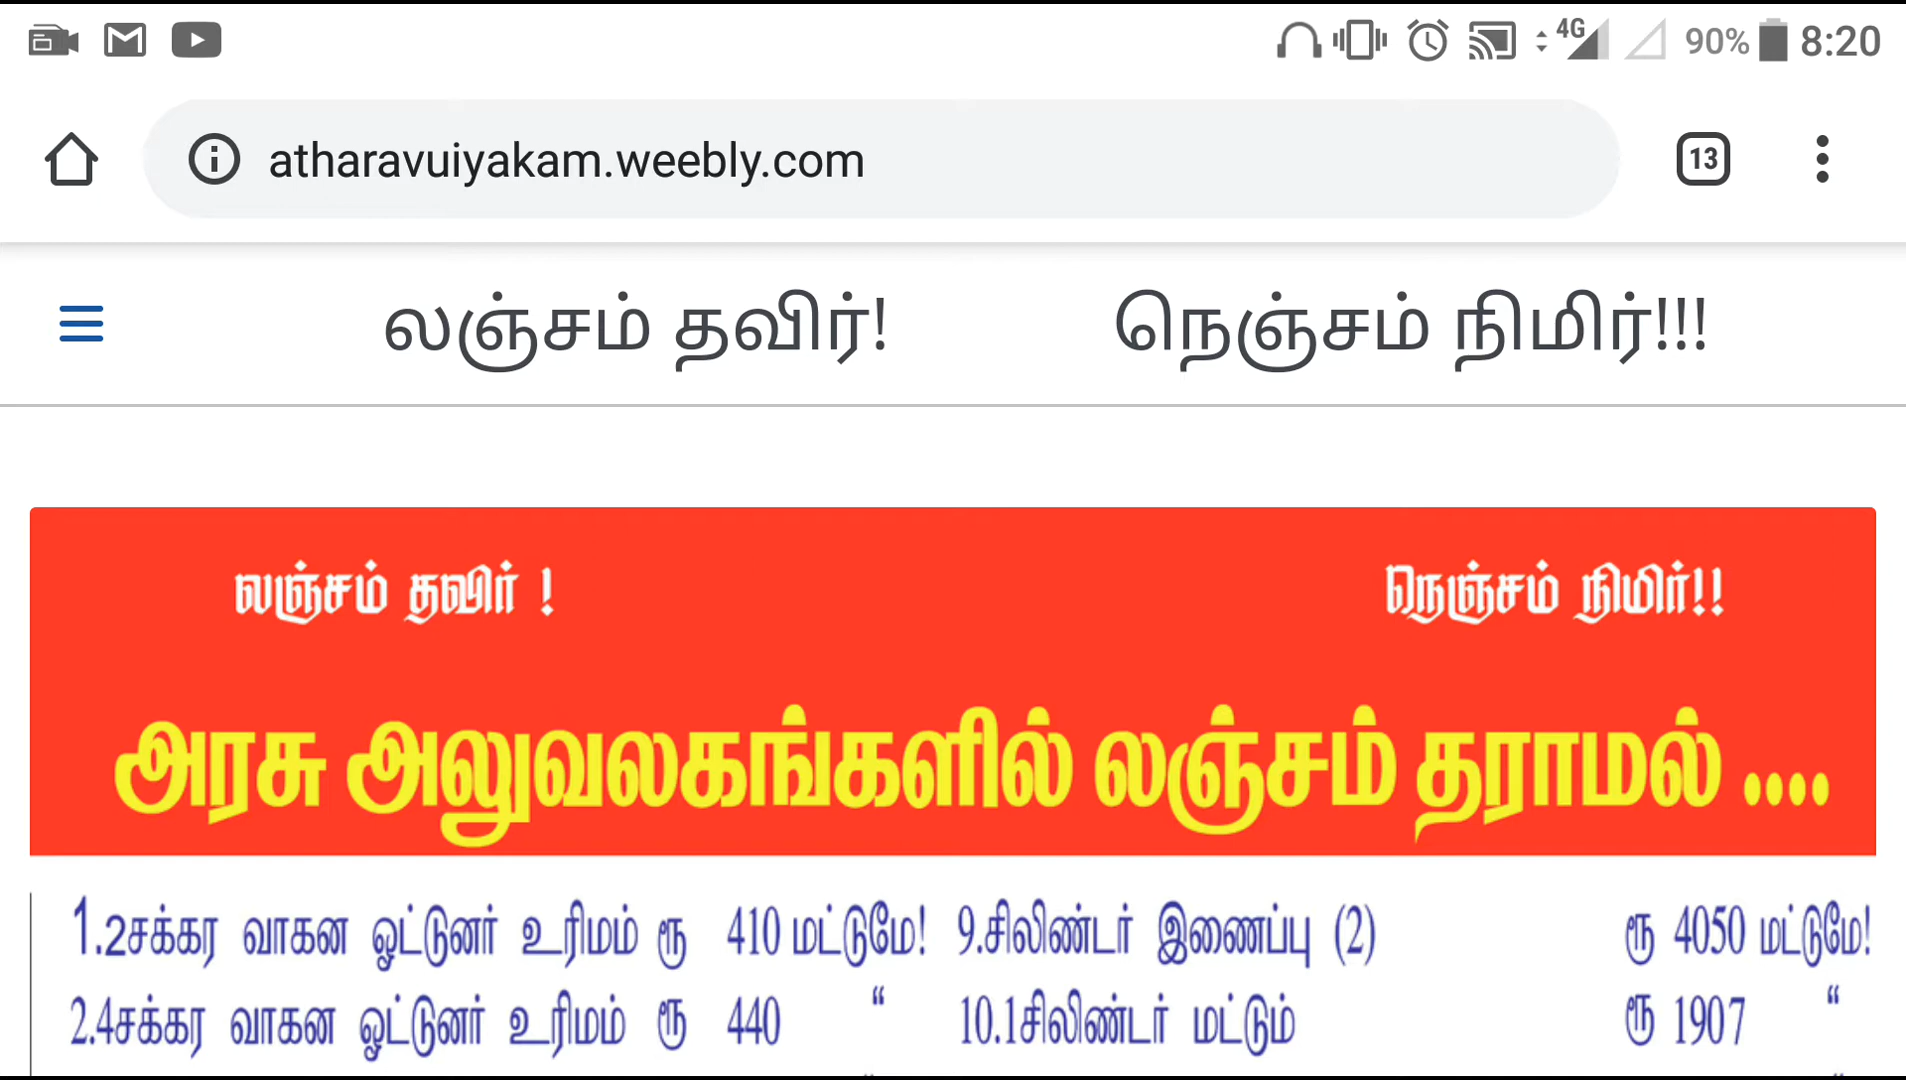 4G 90% 8:20
atharavuiyakam.weebly.com 13
லஞ்சம் தவிர்! நெஞ்சம் நிமிர்!!!
லஞ்சம் தவிர் ! நெஞ்சம் நிமிர்!!
அரசு அலுவலகங்களில் லஞ்சம் தராமல் ....
1.2சக்கர வாகன ஓட்டுனர் உரிமம் ரூ 410 மட்டுமே! 9.சிலிண்டர் இணைப்பு (2) ரூ 4050 மட்டுமே!
2.4சக்கர வாகன ஓட்டுனர் உரிமம் ரூ 440 “ 10.1சிலிண்டர் மட்டும் ரூ 1907 “